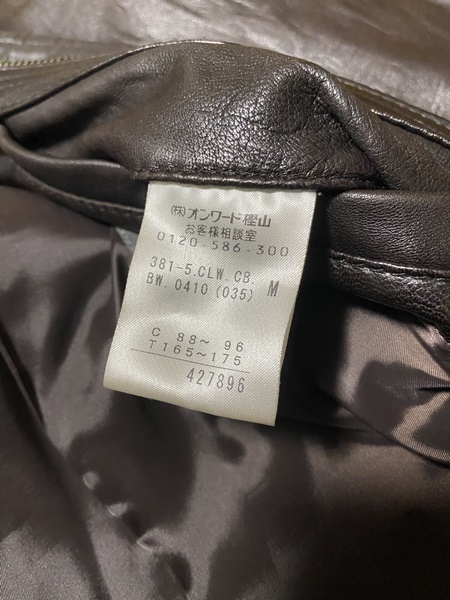 ㈱オンワード樫山
お客様相談室
0120-586-300
381-5.CLW.CB. M
BW.0410 (035)
C 88～ 96
T165～175
427896